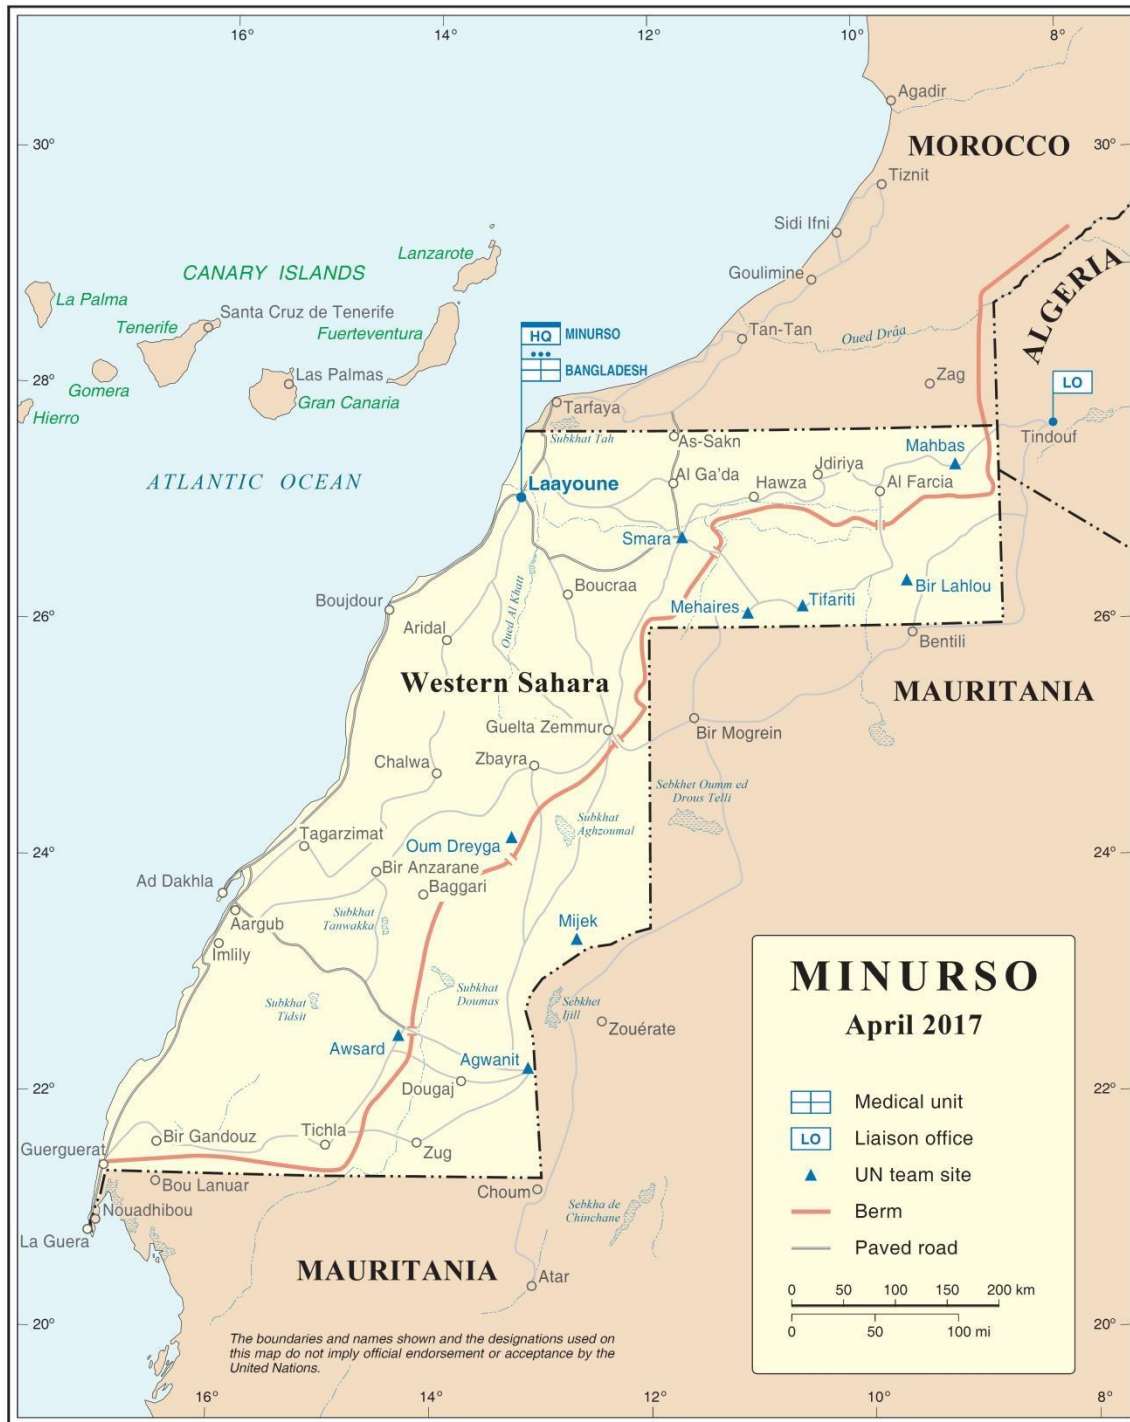 16°
14°
12°
10°
8°
Agadir
30°
MOROCCO
30°
Tiznit
Sidi Ifni
Lanzarote
CANARY ISLANDS
Goulimine
ALGERIA
La Palma
Santa Cruz de Tenerife
Tenerife
Fuerteventura
HQ
MINURSO
Tan-Tan
Oued Drâa
BANGLADESH
28°
Gomera
Las Palmas
Zag
LO
Hierro
Gran Canaria
Tarfaya
Tindouf
Subkhat Tah
As-Sakn
Mahbas
ATLANTIC OCEAN
Laayoune
Al Ga'da
Jdiriya
Hawza
Al Farcia
Smara
Boucraa
Bir Lahlou
Oued Al Khatt
Mehaires
Tifariti
Boujdour
26°
26°
Aridal
Bentili
Western Sahara
MAURITANIA
Guelta Zemmur
Bir Mogrein
Chalwa
Zbayra
Sebkhet Oumm ed
Drous Telli
Subkhat
Aghzoumal
Tagarzimat
Oum Dreyga
24°
24°
Bir Anzarane
Ad Dakhla
Baggari
Aargub
Subkhat
Tanwakka
Mijek
Imlily
Subkhat
Doumas
Sebkhet
Ijill
Subkhat
Tidsit
Zouérate
Awsard
Agwanit
Dougaj
22°
22°
Bir Gandouz
Tichla
Zug
Guerguerat
Bou Lanuar
Choum
Nouadhibou
Sebkha de
Chinchane
La Guera
MAURITANIA
Atar
20°
20°
The boundaries and names shown and the designations used on
this map do not imply official endorsement or acceptance by the
United Nations.
MINURSO
April 2017
Medical unit
LO
Liaison office
UN team site
Berm
Paved road
0 50 100 150 200 km
0 50 100 mi
16°
14°
12°
10°
8°